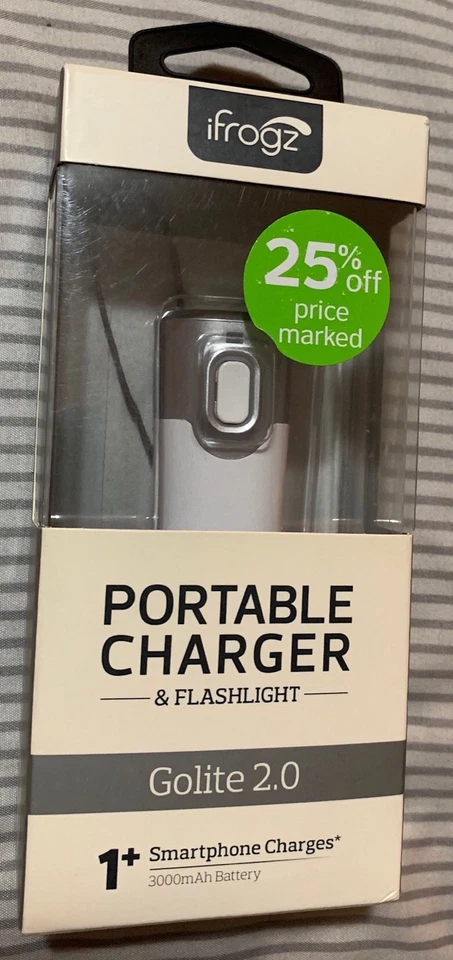 ifrogz
25% off
price
marked
PORTABLE
CHARGER
& FLASHLIGHT
Golite 2.0
1+ Smartphone Charges*
3000mAh Battery